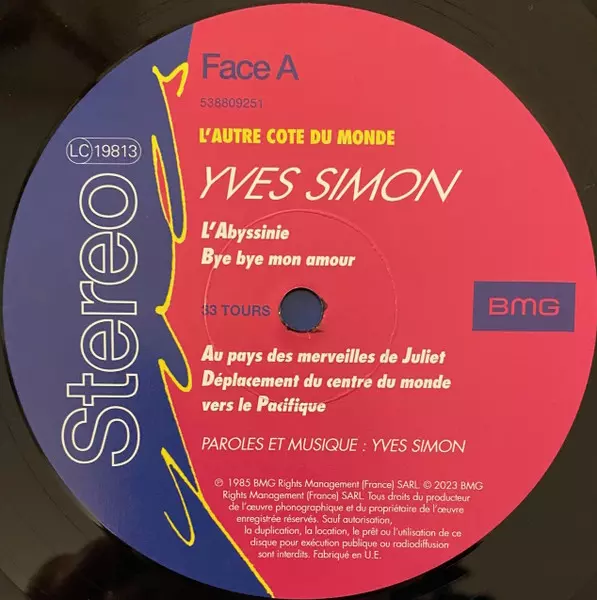 Face A
538809251
L'AUTRE COTE DU MONDE
LC 19813
YVES SIMON
Stereo
L'Abyssinie
Bye bye mon amour
33 TOURS
BMG
Au pays des merveilles de Juliet
Déplacement du centre du monde
vers le Pacifique
PAROLES ET MUSIQUE : YVES SIMON
℗ 1985 BMG Rights Management (France) SARL © 2023 BMG
Rights Management (France) SARL. Tous droits du producteur
de l'œuvre phonographique et du propriétaire de l'œuvre
enregistrée réservés. Sauf autorisation,
la duplication, la location, le prêt ou l'utilisation de ce
disque pour exécution publique ou radiodiffusion
sont interdits. Fabriqué en U.E.